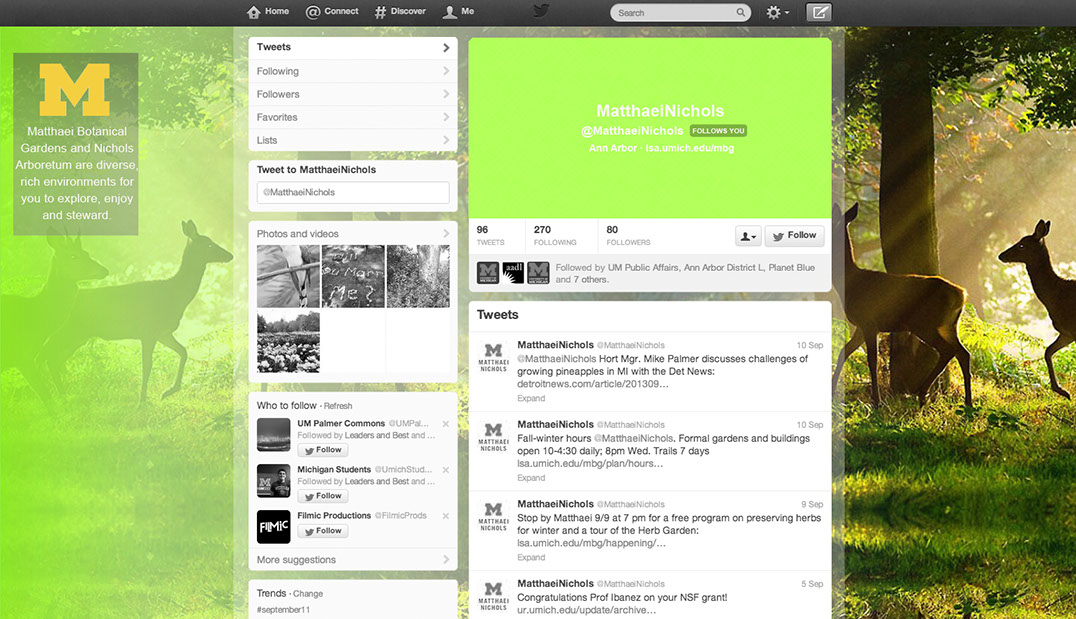 Home
Connect
Discover
Me
Search
M
Matthaei Botanical
Gardens and Nichols
Arboretum are diverse,
rich environments for
you to explore, enjoy
and steward.
Tweets
Following
Followers
Favorites
Lists
Tweet to MatthaeiNichols
@MatthaeiNichols
Photos and videos
Who to follow · Refresh
UM Palmer Commons @UMPal...
Followed by Leaders and Best and ...
Follow
Michigan Students @UmichStud...
Followed by Leaders and Best and ...
Follow
FILMIC
Filmic Productions @FilmicProds
Follow
More suggestions
Trends · Change
#september11
MatthaeiNichols
@MatthaeiNichols FOLLOWS YOU
Ann Arbor · lsa.umich.edu/mbg
96 270 80
TWEETS FOLLOWING FOLLOWERS
Follow
aadl
Followed by UM Public Affairs, Ann Arbor District L, Planet Blue
and 7 others.
Tweets
M
MATTHAEI
NICHOLS
MatthaeiNichols @MatthaeiNichols 10 Sep
@MatthaeiNichols Hort Mgr. Mike Palmer discusses challenges of
growing pineapples in MI with the Det News:
detroitnews.com/article/201309...
Expand
M
MATTHAEI
NICHOLS
MatthaeiNichols @MatthaeiNichols 10 Sep
Fall-winter hours @MatthaeiNichols. Formal gardens and buildings
open 10-4:30 daily; 8pm Wed. Trails 7 days
lsa.umich.edu/mbg/plan/hours...
Expand
M
MATTHAEI
NICHOLS
MatthaeiNichols @MatthaeiNichols 9 Sep
Stop by Matthaei 9/9 at 7 pm for a free program on preserving herbs
for winter and a tour of the Herb Garden:
lsa.umich.edu/mbg/happening/...
Expand
M
MATTHAEI
NICHOLS
MatthaeiNichols @MatthaeiNichols 5 Sep
Congratulations Prof Ibanez on your NSF grant!
ur.umich.edu/update/archive...